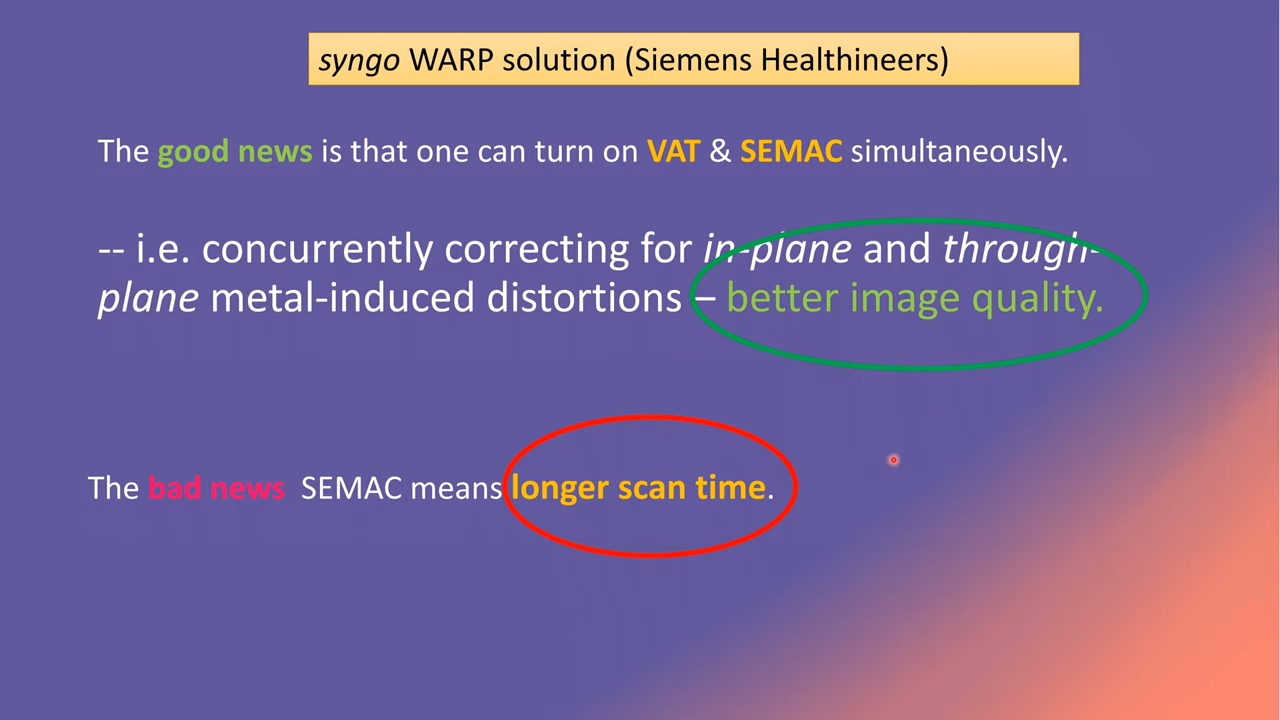 syngo WARP solution (Siemens Healthineers)
The good news is that one can turn on VAT & SEMAC simultaneously.
-- i.e. concurrently correcting for in-plane and through-
plane metal-induced distortions – better image quality.
The bad news  SEMAC means longer scan time.